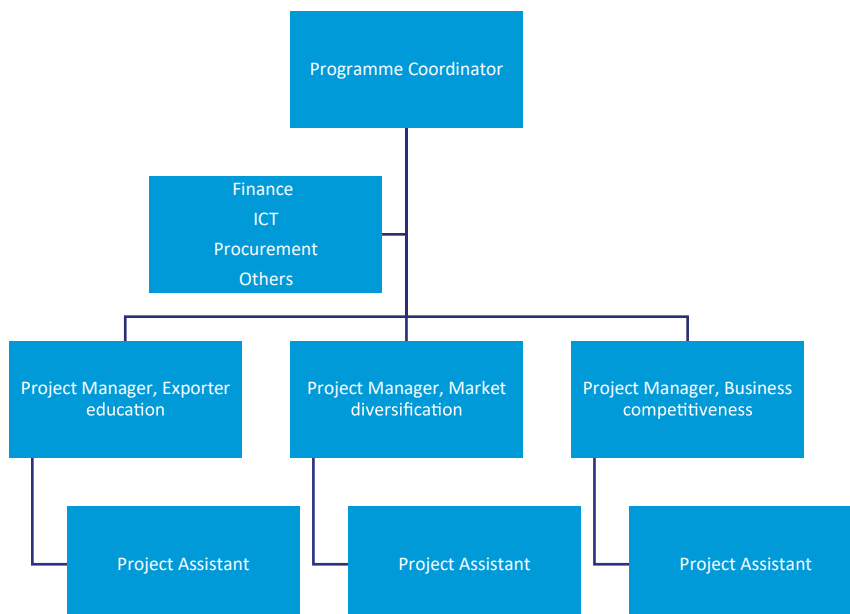 Programme Coordinator
Finance
ICT
Procurement
Others
Project Manager, Exporter
education
Project Manager, Market
diversification
Project Manager, Business
competitiveness
Project Assistant
Project Assistant
Project Assistant